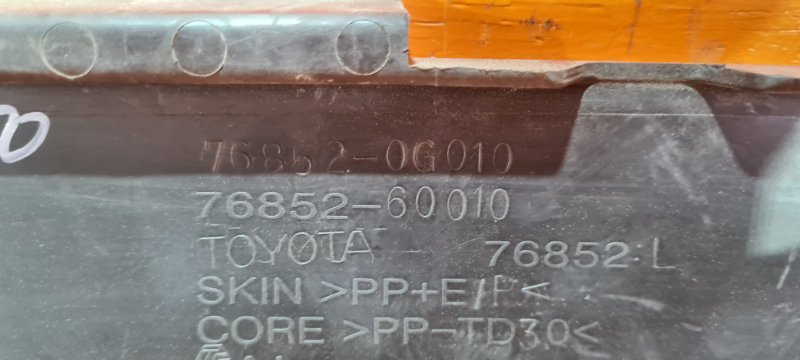 76852-0G010
76852-60010
TOYOTA 76852 L
SKIN >PP+E/P<
CORE >PP-TD30<